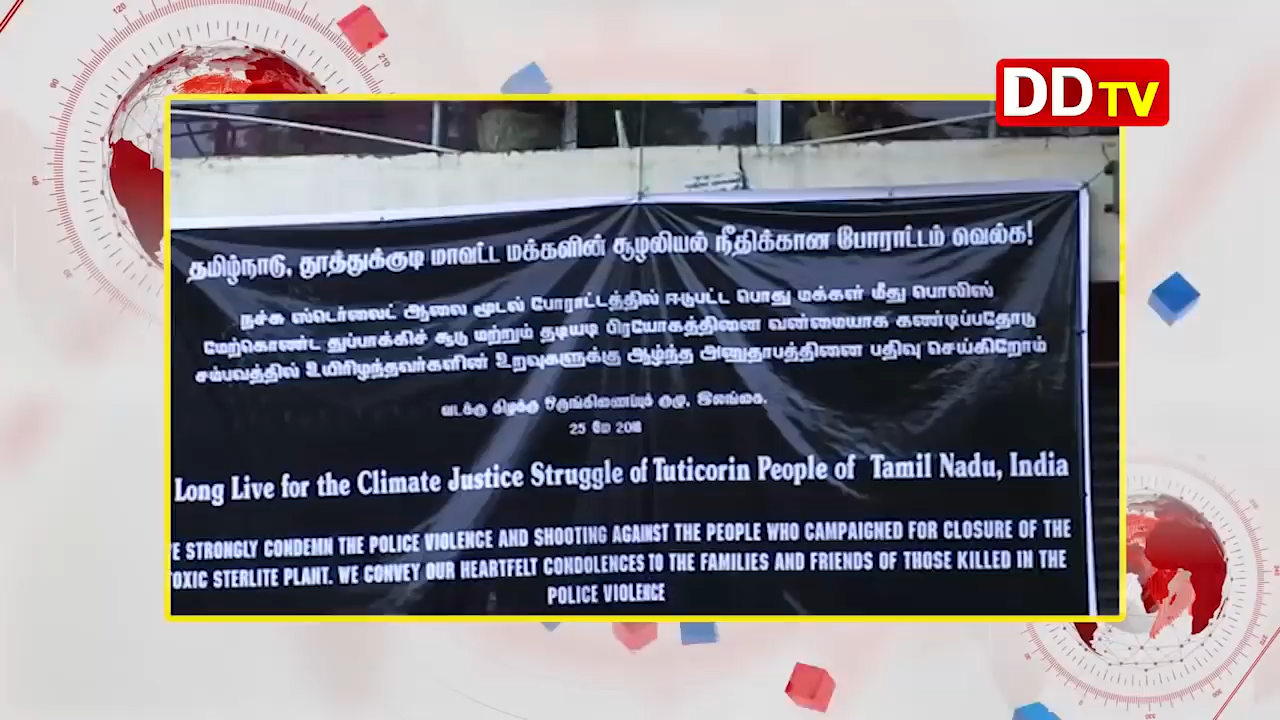 DDTV
தமிழ்நாடு, தூத்துக்குடி மாவட்ட மக்களின் சூழலியல் நீதிக்கான போராட்டம் வெல்க!
நச்சு ஸ்டெர்லைட் ஆலை மூடல் போராட்டத்தில் ஈடுபட்ட பொது மக்கள் மீது பொலிஸ்
மேற்கொண்ட துப்பாக்கிச் சூடு மற்றும் தடியடி பிரயோகத்தினை வன்மையாக கண்டிப்பதோடு
சம்பவத்தில் உயிரிழந்தவர்களின் உறவுகளுக்கு ஆழ்ந்த அனுதாபத்தினை பதிவு செய்கிறோம்
வடக்கு கிழக்கு ஒருங்கிணைப்புக் குழு, இலங்கை.
25 மே 2018
Long Live for the Climate Justice Struggle of Tuticorin People of Tamil Nadu, India
E STRONGLY CONDEMN THE POLICE VIOLENCE AND SHOOTING AGAINST THE PEOPLE WHO CAMPAIGNED FOR CLOSURE OF THE
OXIC STERLITE PLANT. WE CONVEY OUR HEARTFELT CONDOLENCES TO THE FAMILIES AND FRIENDS OF THOSE KILLED IN THE
POLICE VIOLENCE